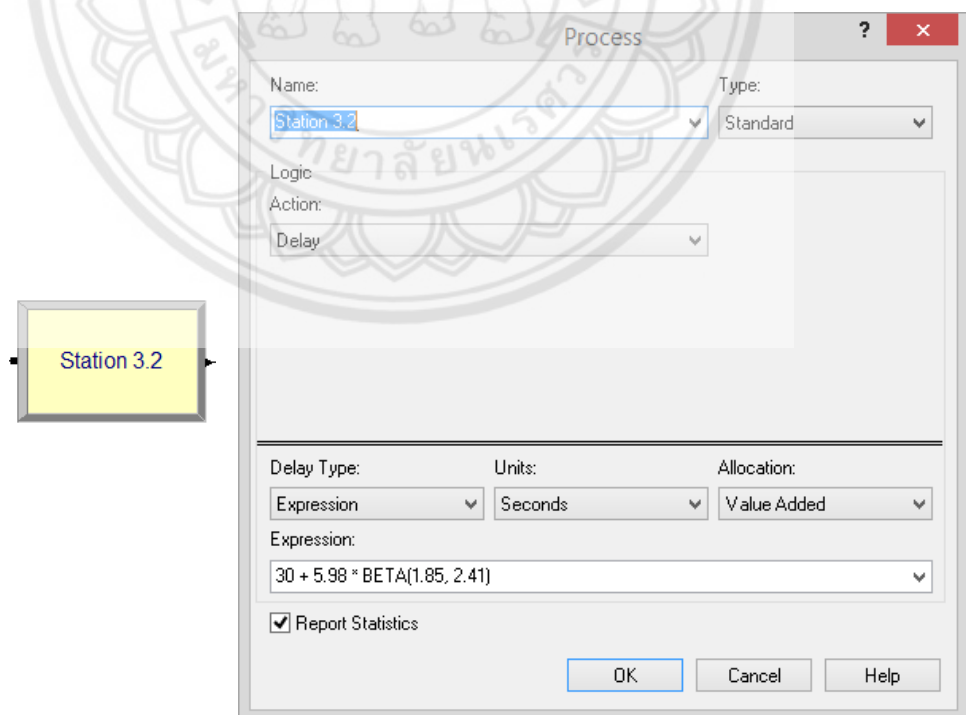 Process
?
Name:
Type:
Station 3.2
Standard
Logic
Action:
Delay
Station 3.2
Delay Type:
Units:
Allocation:
Expression
Seconds
Value Added
Expression:
30 + 5.98 * BETA(1.85, 2.41)
Report Statistics
OK
Cancel
Help